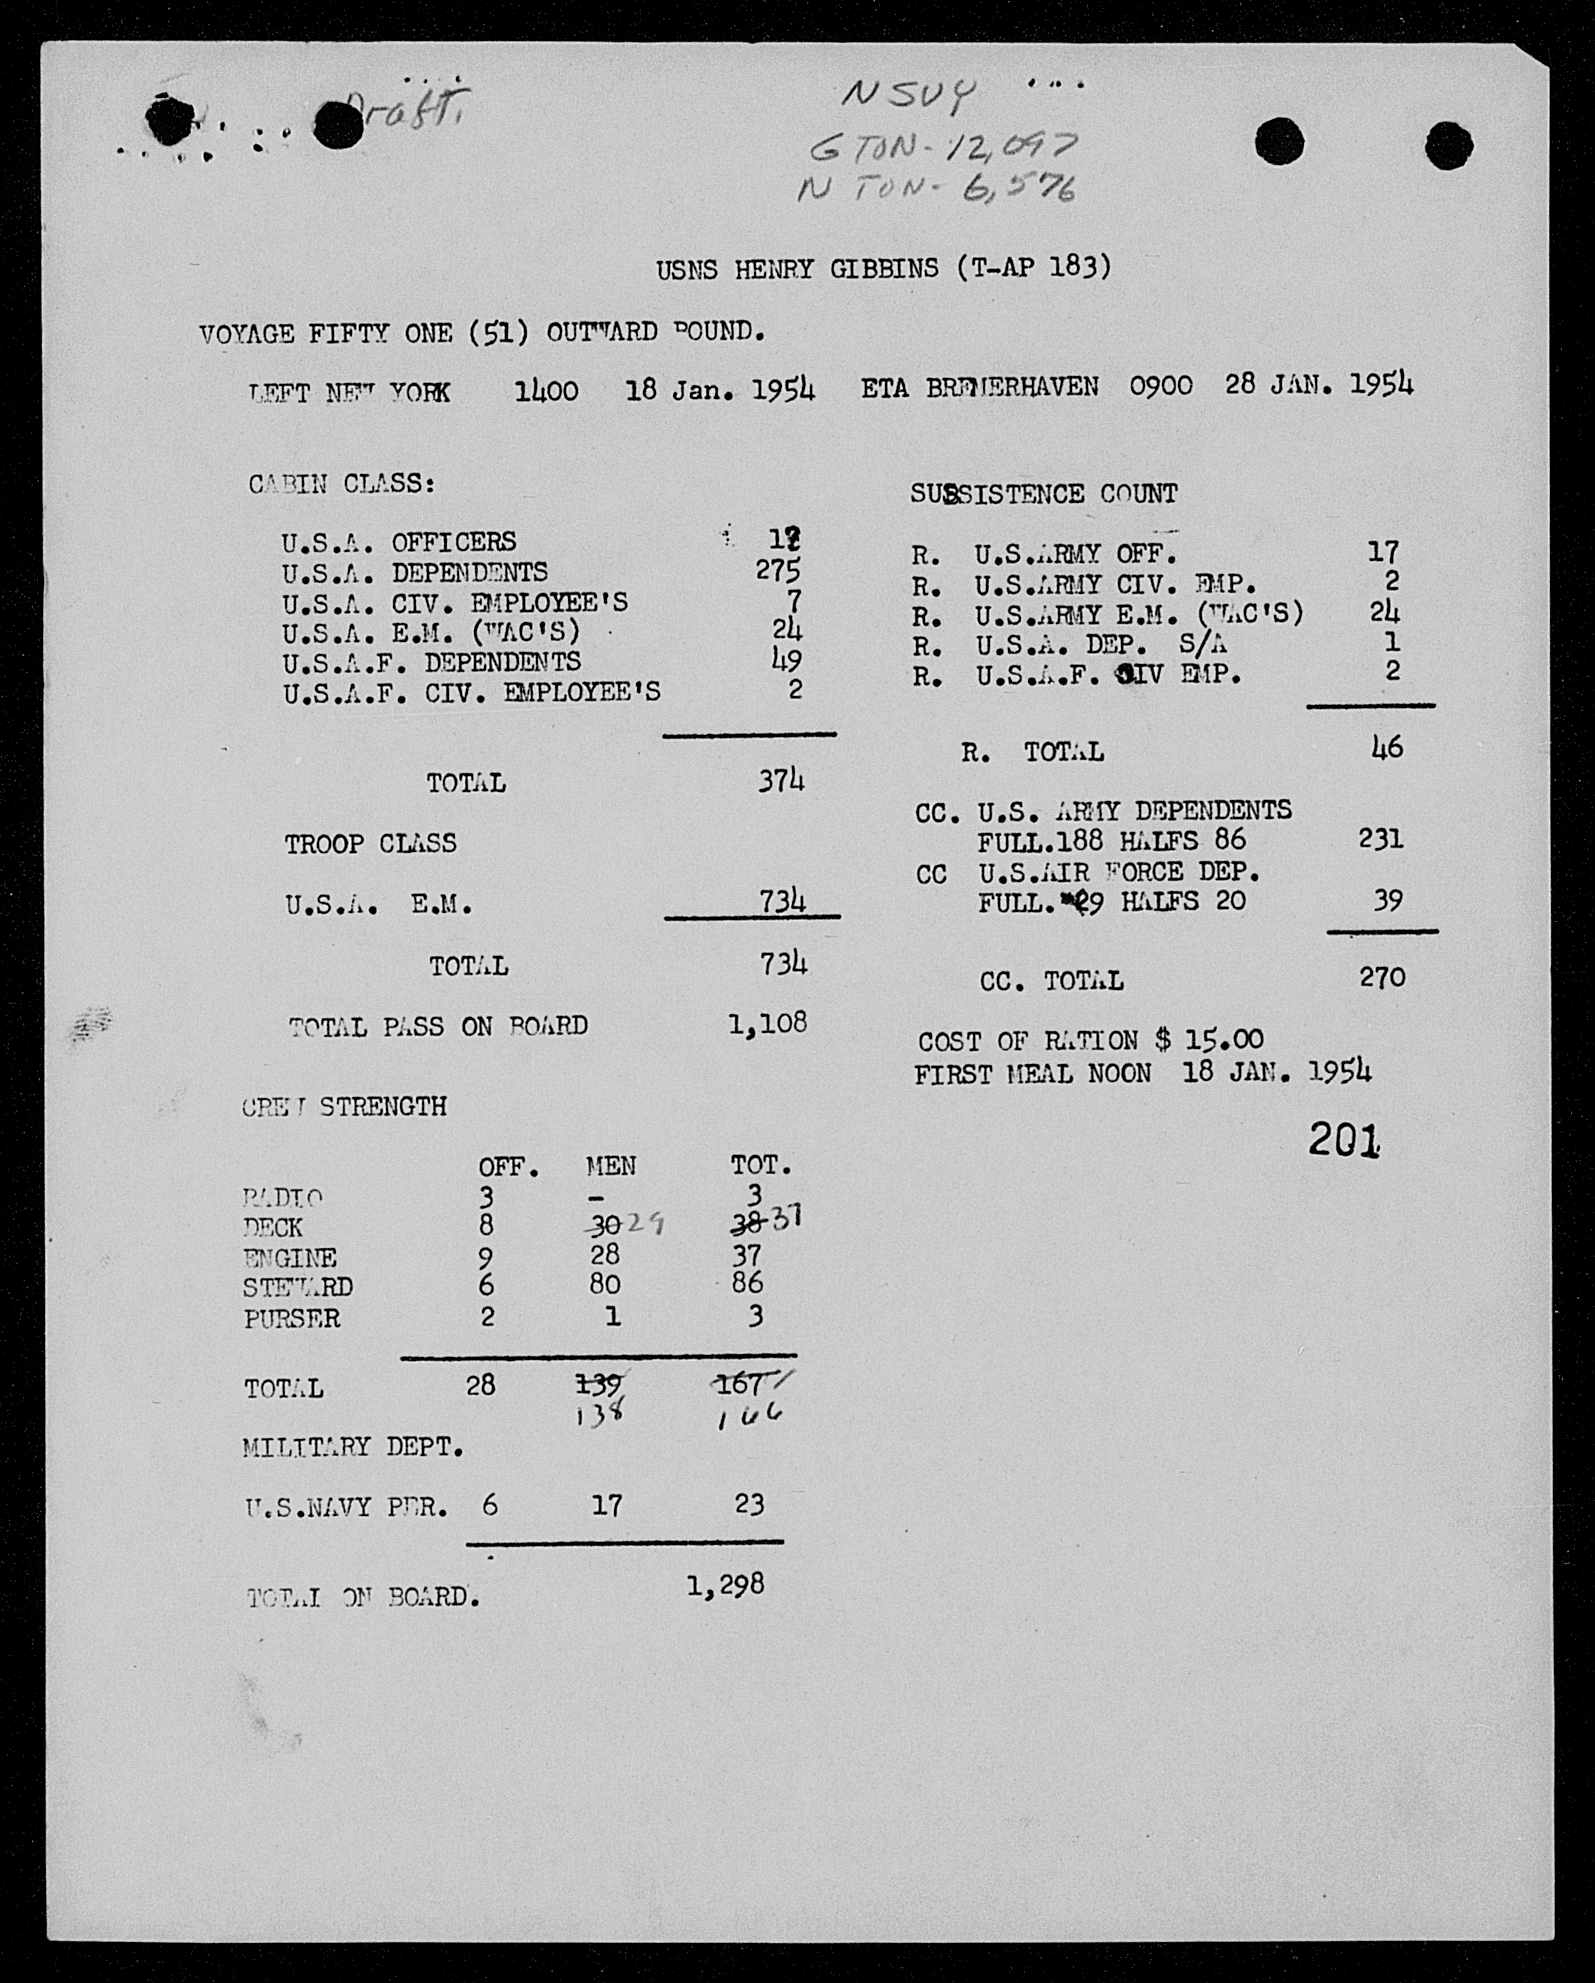 Draft.
NSUY
G TON- 12,097
N TON- 6,576
USNS HENRY GIBBINS (T-AP 183)
VOYAGE FIFTY ONE (51) OUTWARD BOUND.
LEFT NEW YORK 1400 18 Jan. 1954 ETA BREMERHAVEN 0900 28 JAN. 1954
CABIN CLASS:
U.S.A. OFFICERS
U.S.A. DEPENDENTS 275
U.S.A. CIV. EMPLOYEE'S 7
U.S.A. E.M. (WAC'S) 24
U.S.A.F. DEPENDENTS 49
U.S.A.F. CIV. EMPLOYEE'S 2
TOTAL 374
TROOP CLASS
U.S.A. E.M. 734
TOTAL 734
TOTAL PASS ON BOARD 1,108
CREW STRENGTH
OFF. MEN TOT.
RADIO 3 - 3
DECK 8 30 29 38 37
ENGINE 9 28 37
STEWARD 6 80 86
PURSER 2 1 3
TOTAL 28 139 167
138 166
MILITARY DEPT.
U.S.NAVY PER. 6 17 23
TOTAL ON BOARD. 1,298
SUBSISTENCE COUNT
R. U.S.ARMY OFF. 17
R. U.S.ARMY CIV. EMP. 2
R. U.S.ARMY E.M. (WAC'S) 24
R. U.S.A. DEP. S/A 1
R. U.S.A.F. CIV EMP. 2
R. TOTAL 46
CC. U.S. ARMY DEPENDENTS
FULL.188 HALFS 86 231
CC U.S.AIR FORCE DEP.
FULL. 29 HALFS 20 39
CC. TOTAL 270
COST OF RATION $ 15.00
FIRST MEAL NOON 18 JAN. 1954
201